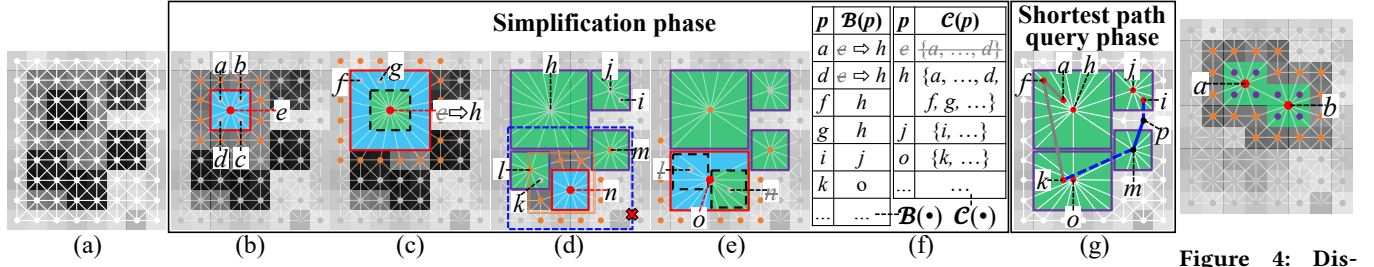 Simplification phase
Shortest path
query phase
p 𝓑(p) p 𝓒(p)
a e ⇨ h e {a, …, d}
d e ⇨ h h {a, …, d,
f h f, g, …}
g h j {i, …}
i j o {k, …}
k o ... ...
... ... 𝓑(•) 𝓒(•)
a b
e
d c
f g
e⇨h
h j
i
m
l
k
n
l
n
o
f a h j
i
p
k
m
o
a
b
(a) (b) (c) (d) (e) (f) (g)
Figure 4: Dis-